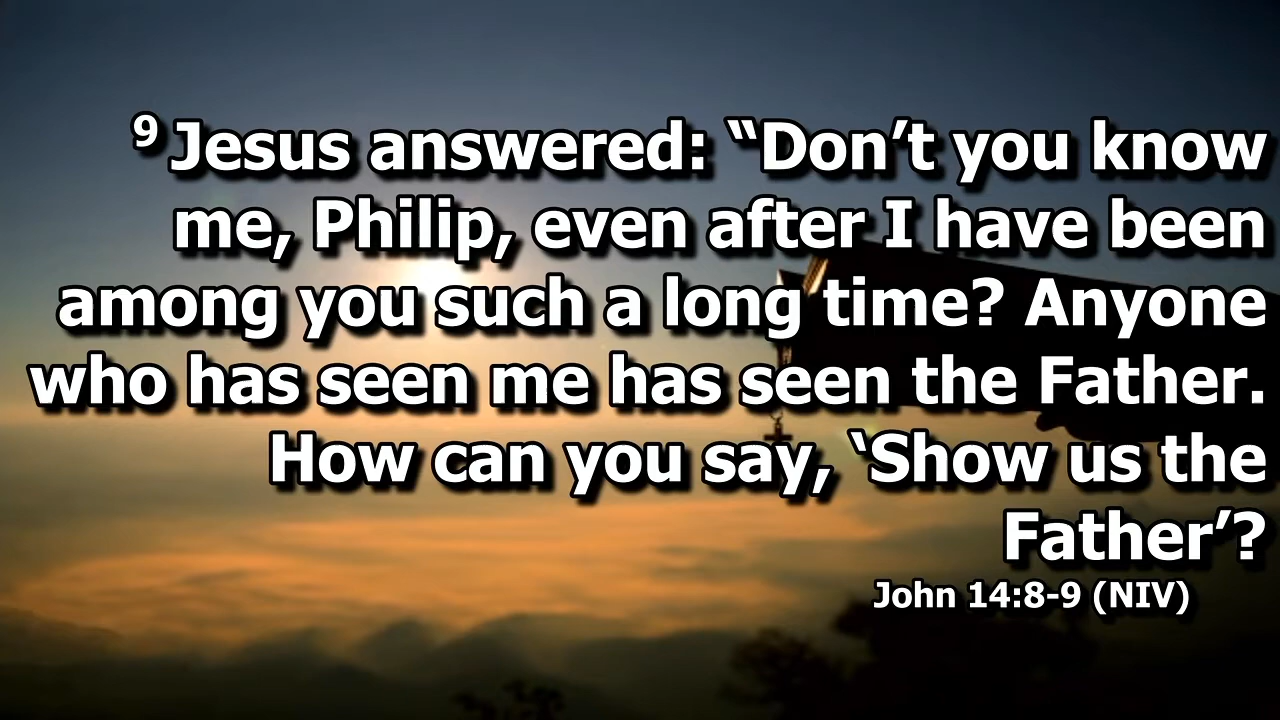 9 Jesus answered: “Don’t you know
me, Philip, even after I have been
among you such a long time? Anyone
who has seen me has seen the Father.
How can you say, ‘Show us the
Father’?
John 14:8-9 (NIV)